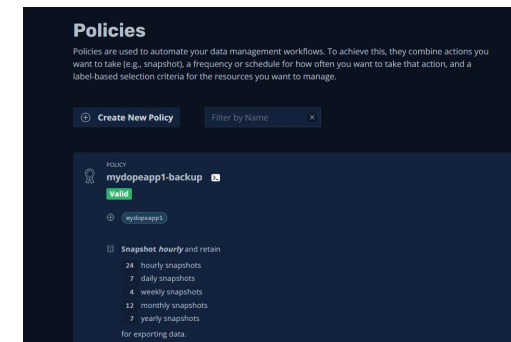 Policies
Policies are used to automate your data management workflows. To achieve this, they combine actions you
want to take (e.g., snapshot), a frequency or schedule for how often you want to take that action, and a
label-based selection criteria for the resources you want to manage.
Create New Policy
Filter by Name
POLICY
mydopeapp1-backup
Valid
mydopeapp1
Snapshot hourly and retain
24 hourly snapshots
7 daily snapshots
4 weekly snapshots
12 monthly snapshots
7 yearly snapshots
for exporting data.